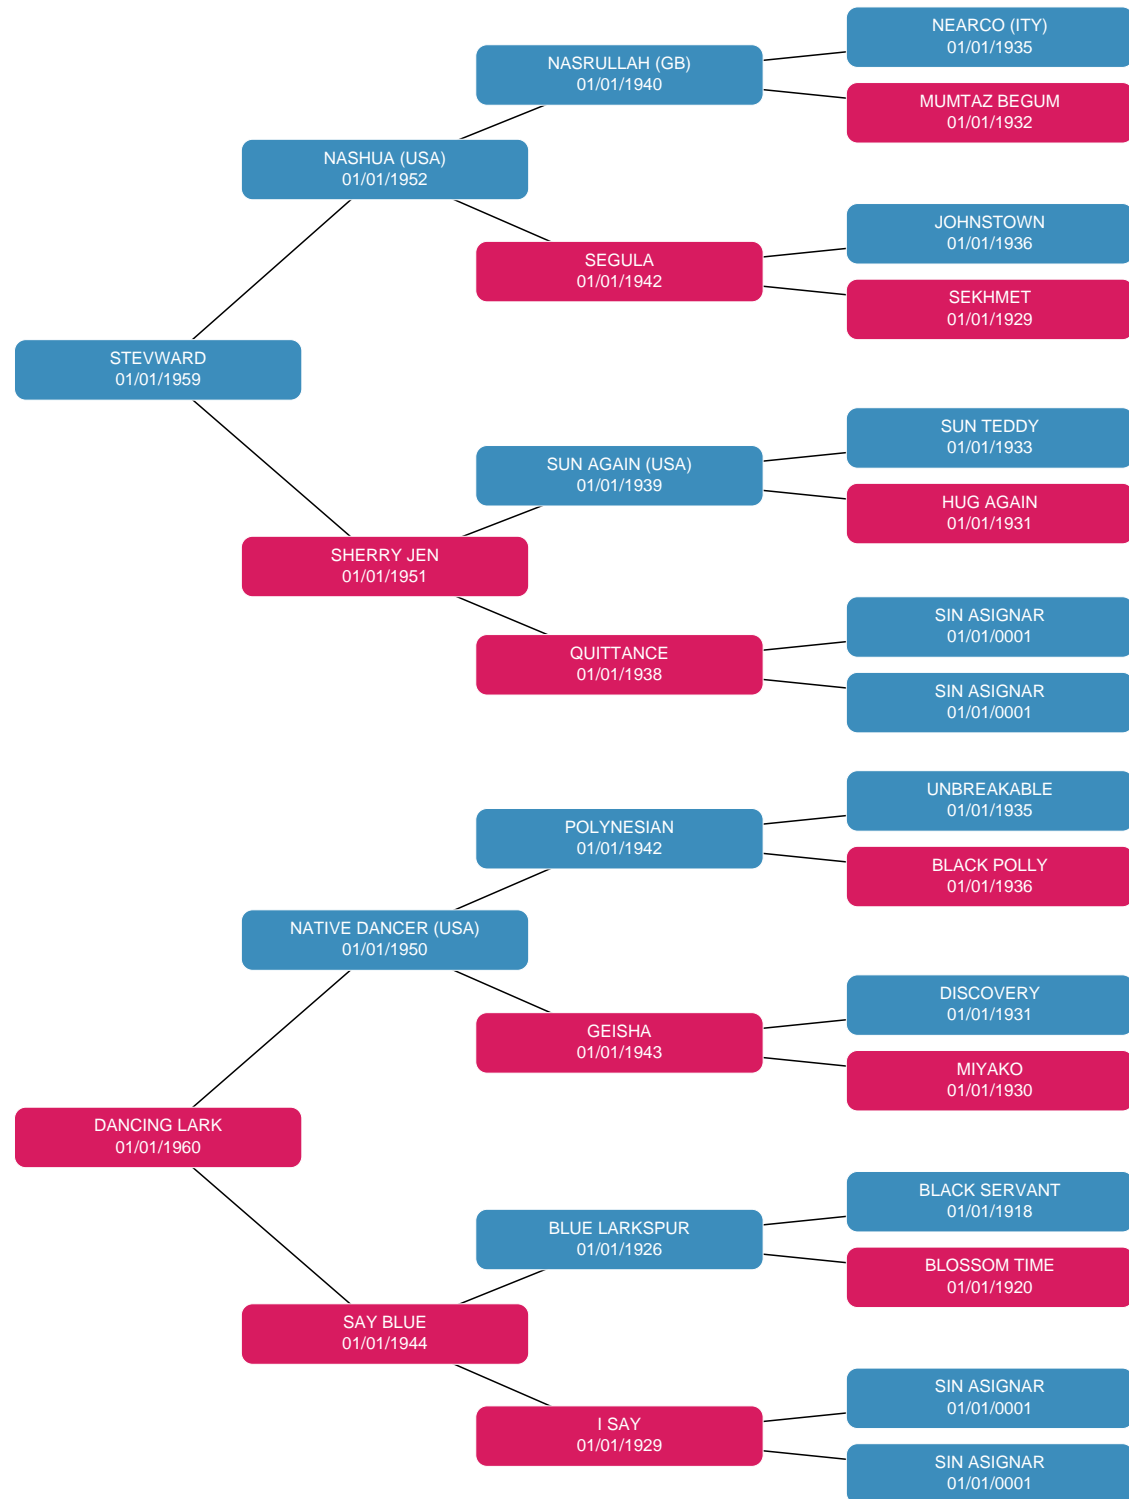 NEARCO (ITY)
01/01/1935
NASRULLAH (GB)
01/01/1940
MUMTAZ BEGUM
01/01/1932
NASHUA (USA)
01/01/1952
JOHNSTOWN
01/01/1936
SEGULA
01/01/1942
SEKHMET
01/01/1929
STEVWARD
01/01/1959
SUN TEDDY
01/01/1933
SUN AGAIN (USA)
01/01/1939
HUG AGAIN
01/01/1931
SHERRY JEN
01/01/1951
SIN ASIGNAR
01/01/0001
QUITTANCE
01/01/1938
SIN ASIGNAR
01/01/0001
UNBREAKABLE
01/01/1935
POLYNESIAN
01/01/1942
BLACK POLLY
01/01/1936
NATIVE DANCER (USA)
01/01/1950
DISCOVERY
01/01/1931
GEISHA
01/01/1943
MIYAKO
01/01/1930
DANCING LARK
01/01/1960
BLACK SERVANT
01/01/1918
BLUE LARKSPUR
01/01/1926
BLOSSOM TIME
01/01/1920
SAY BLUE
01/01/1944
SIN ASIGNAR
01/01/0001
I SAY
01/01/1929
SIN ASIGNAR
01/01/0001